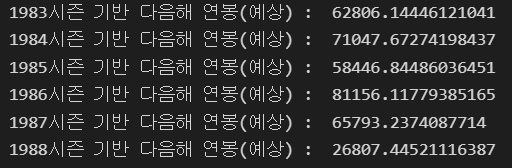 1983시즌 기반 다음해 연봉(예상) :  62806.14446121041
1984시즌 기반 다음해 연봉(예상) :  71047.67274198437
1985시즌 기반 다음해 연봉(예상) :  58446.84486036451
1986시즌 기반 다음해 연봉(예상) :  81156.11779385165
1987시즌 기반 다음해 연봉(예상) :  65793.2374087714
1988시즌 기반 다음해 연봉(예상) :  26807.44521116387